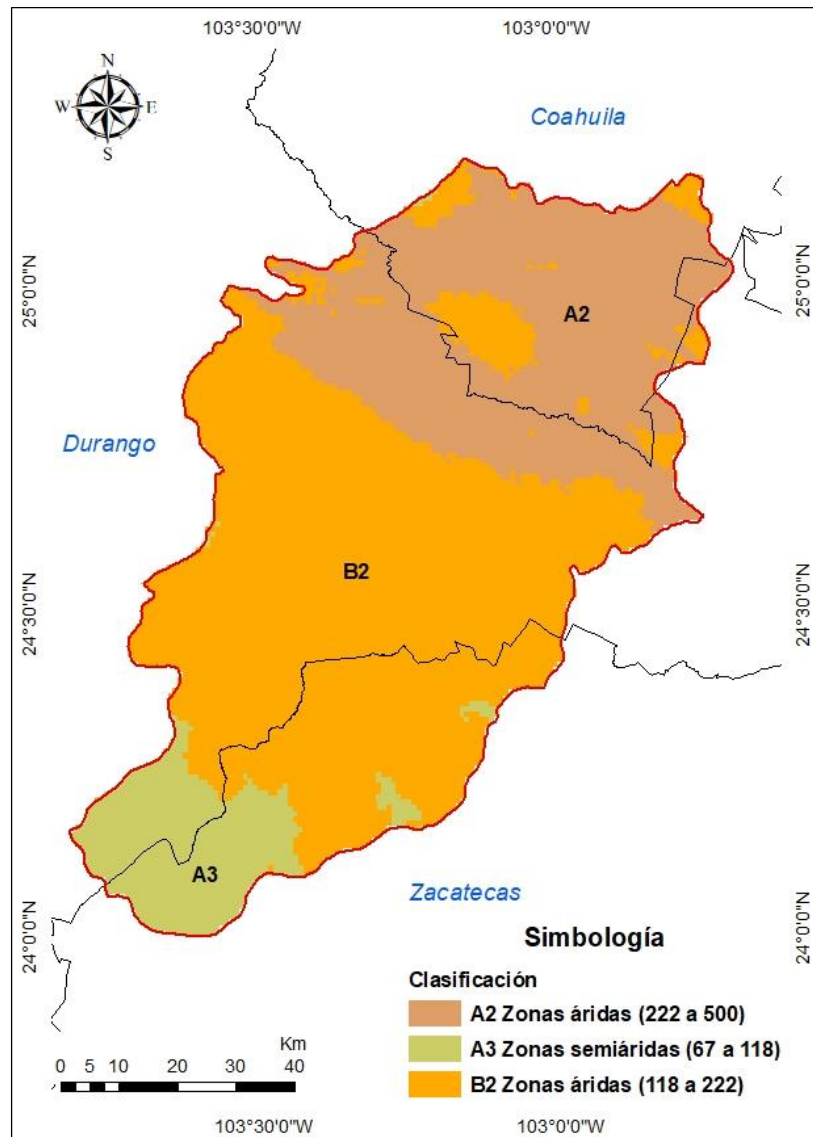 103°30'0"W 103°0'0"W
N
W E
S
Coahuila
25°0'0"N 25°0'0"N
A2
Durango
B2
24°30'0"N 24°30'0"N
A3
Zacatecas
24°0'0"N 24°0'0"N
Simbología
Clasificación
A2 Zonas áridas (222 a 500)
A3 Zonas semiáridas (67 a 118)
B2 Zonas áridas (118 a 222)
Km
0 5 10 20 30 40
103°30'0"W 103°0'0"W